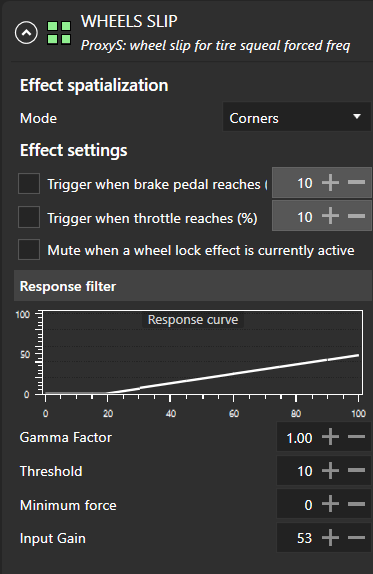 WHEELS SLIP
ProxyS: wheel slip for tire squeal forced freq
Effect spatialization
Mode Corners
Effect settings
Trigger when brake pedal reaches ( 10
Trigger when throttle reaches (%) 10
Mute when a wheel lock effect is currently active
Response filter
Response curve
100
50
0
0 20 40 60 80 100
Gamma Factor 1.00
Threshold 10
Minimum force 0
Input Gain 53